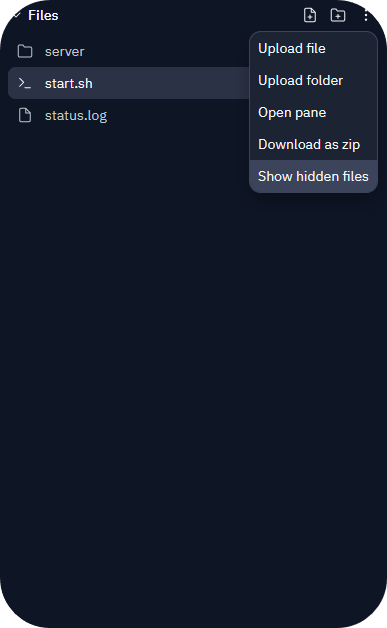 Files
server
start.sh
status.log
Upload file
Upload folder
Open pane
Download as zip
Show hidden files